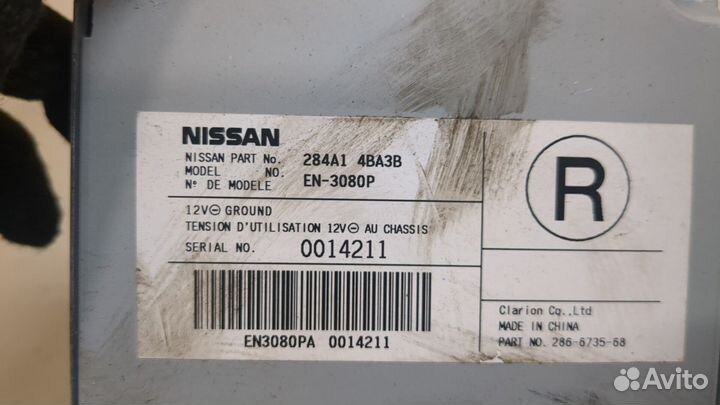 NISSAN
NISSAN PART No. 284A1 4BA3B
MODEL NO. EN-3080P
N° DE MODELE
12V⊖ GROUND
TENSION D'UTILISATION 12V⊖ AU CHASSIS
SERIAL NO. 0014211
EN3080PA 0014211
R
Clarion Co.,Ltd
MADE IN CHINA
PART NO. 286-6735-68
Avito